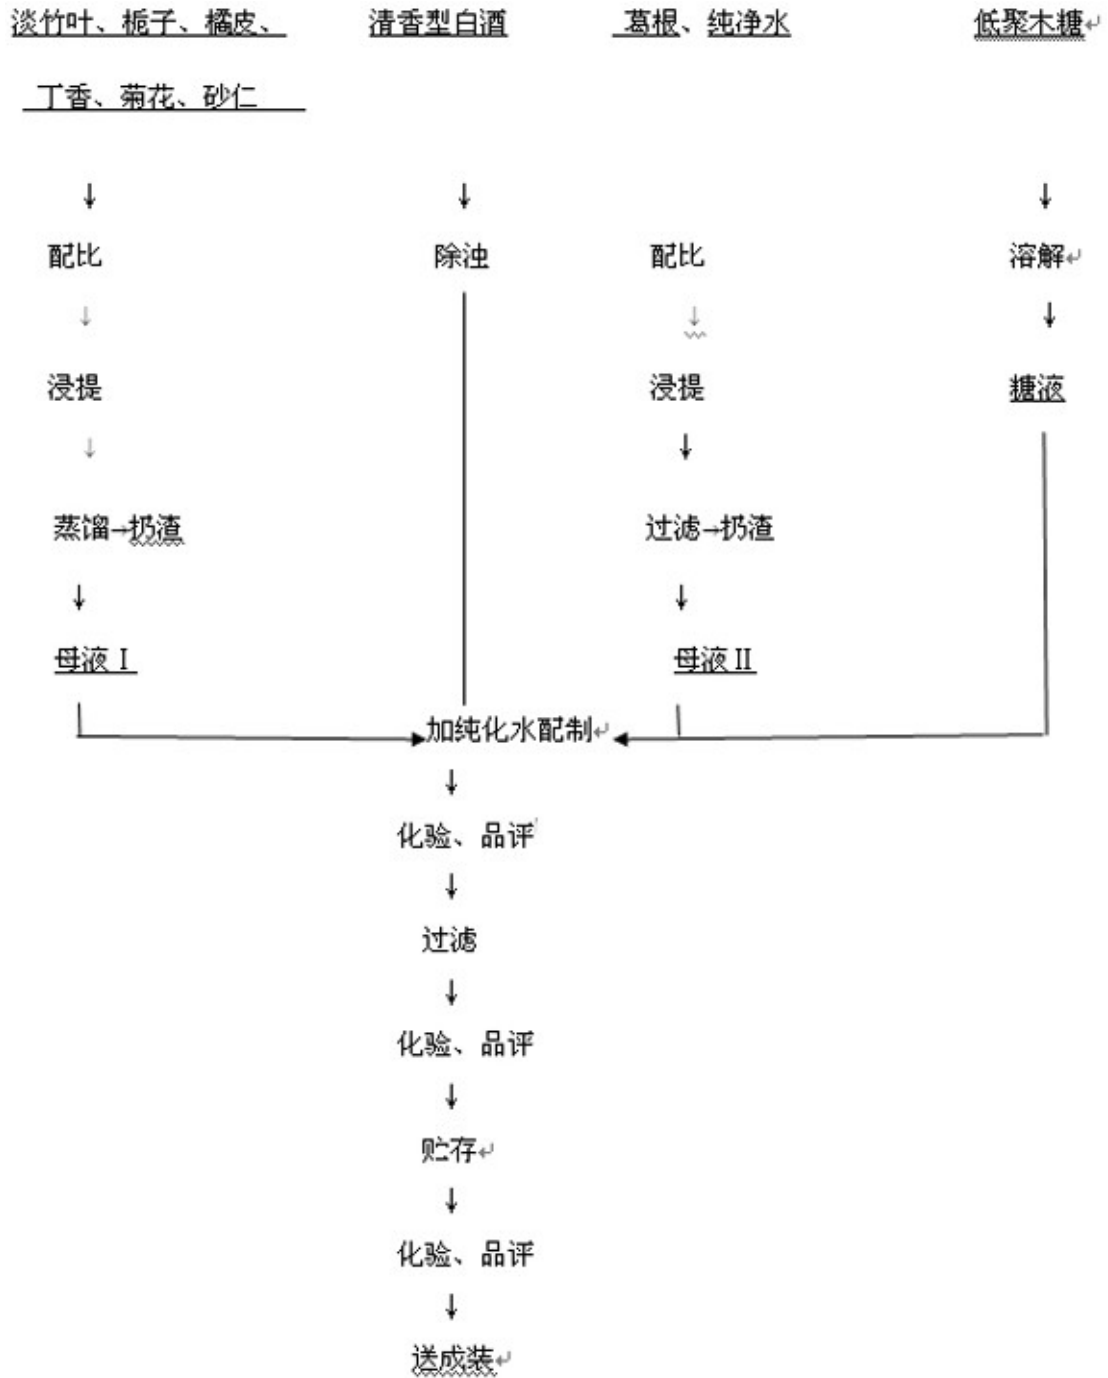 淡竹叶、栀子、橘皮、 清香型白酒 葛根、纯净水 低聚木糖↵
丁香、菊花、砂仁
↓ ↓ ↓
配比 除浊 配比 溶解↵
↓ ↓ ↓
浸提 浸提 糖液
↓ ↓
蒸馏→扔渣 过滤→扔渣
↓ ↓
母液Ⅰ 母液Ⅱ
加纯化水配制↵
↓
化验、品评
↓
过滤
↓
化验、品评
↓
贮存↵
↓
化验、品评
↓
送成装↵